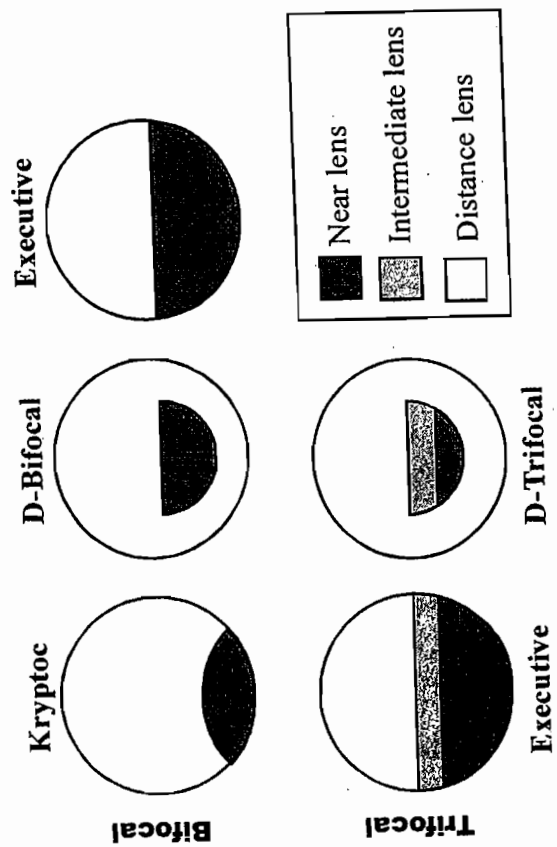 Kryptoc
D-Bifocal
Executive
Bifocal
Trifocal
Executive
D-Trifocal
Near lens
Intermediate lens
Distance lens